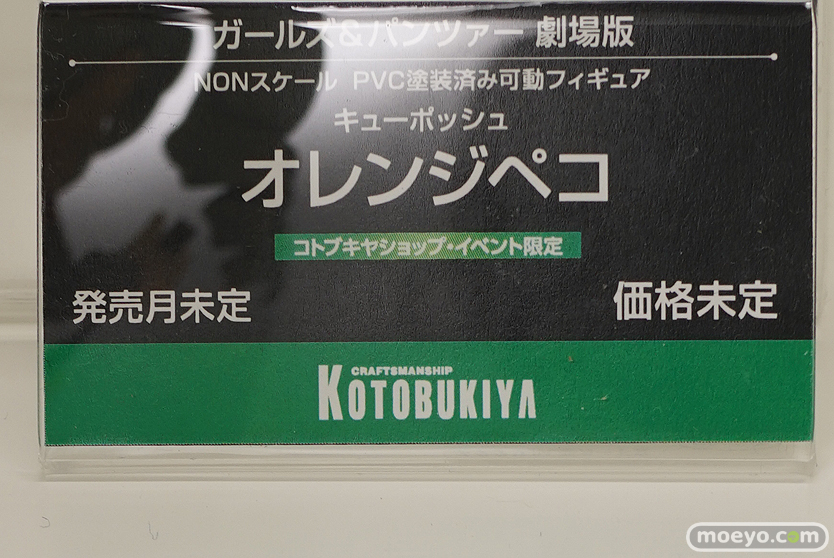 ガールズ&パンツァー 劇場版
NONスケール PVC塗装済み可動フィギュア
キューポッシュ
オレンジペコ
コトブキヤショップ・イベント限定
発売月未定
価格未定
CRAFTSMANSHIP
KOTOBUKIYA
moeyo.com